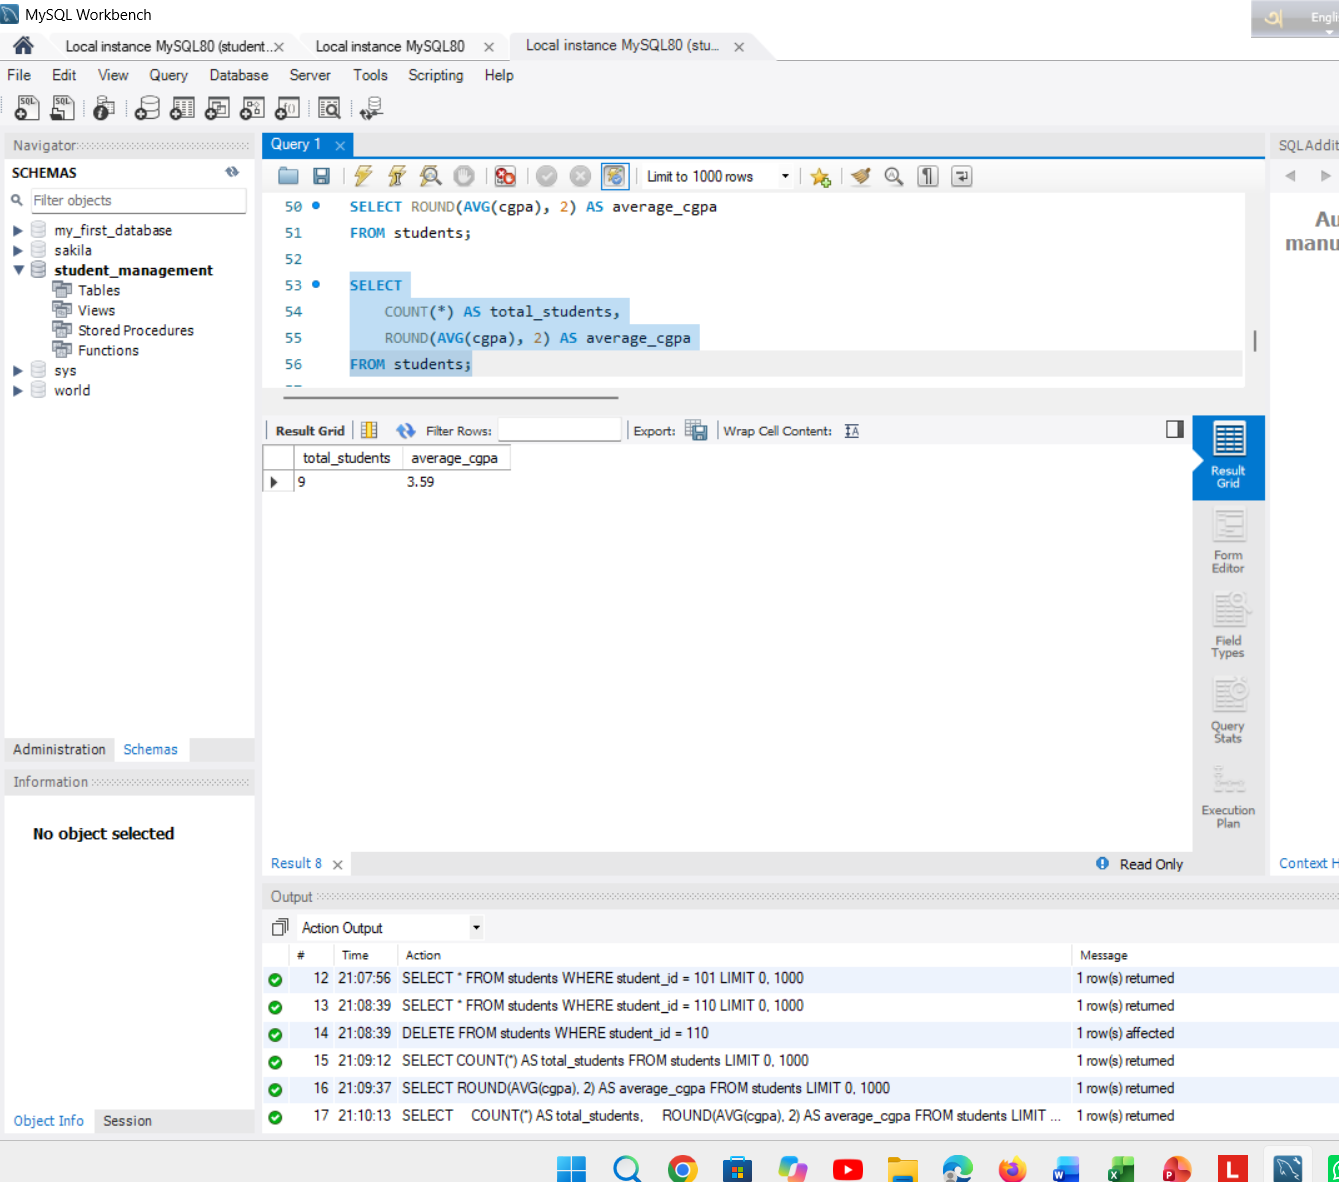 MySQL Workbench
Engli
Local instance MySQL80 (student...
Local instance MySQL80
Local instance MySQL80 (stu...
File Edit View Query Database Server Tools Scripting Help
Navigator
Query 1
SQLAddit
SCHEMAS
Limit to 1000 rows
Filter objects
my_first_database
sakila
student_management
Tables
Views
Stored Procedures
Functions
sys
world
50 SELECT ROUND(AVG(cgpa), 2) AS average_cgpa
51 FROM students;
52
53 SELECT
54 COUNT(*) AS total_students,
55 ROUND(AVG(cgpa), 2) AS average_cgpa
56 FROM students;
Au
manu
Result Grid Filter Rows: Export: Wrap Cell Content:
total_students average_cgpa
9 3.59
Result
Grid
Form
Editor
Field
Types
Query
Stats
Execution
Plan
Administration Schemas
Information
No object selected
Result 8
Read Only
Context H
Output
Action Output
# Time Action Message
12 21:07:56 SELECT * FROM students WHERE student_id = 101 LIMIT 0, 1000 1 row(s) returned
13 21:08:39 SELECT * FROM students WHERE student_id = 110 LIMIT 0, 1000 1 row(s) returned
14 21:08:39 DELETE FROM students WHERE student_id = 110 1 row(s) affected
15 21:09:12 SELECT COUNT(*) AS total_students FROM students LIMIT 0, 1000 1 row(s) returned
16 21:09:37 SELECT ROUND(AVG(cgpa), 2) AS average_cgpa FROM students LIMIT 0, 1000 1 row(s) returned
17 21:10:13 SELECT COUNT(*) AS total_students, ROUND(AVG(cgpa), 2) AS average_cgpa FROM students LIMIT ... 1 row(s) returned
Object Info Session